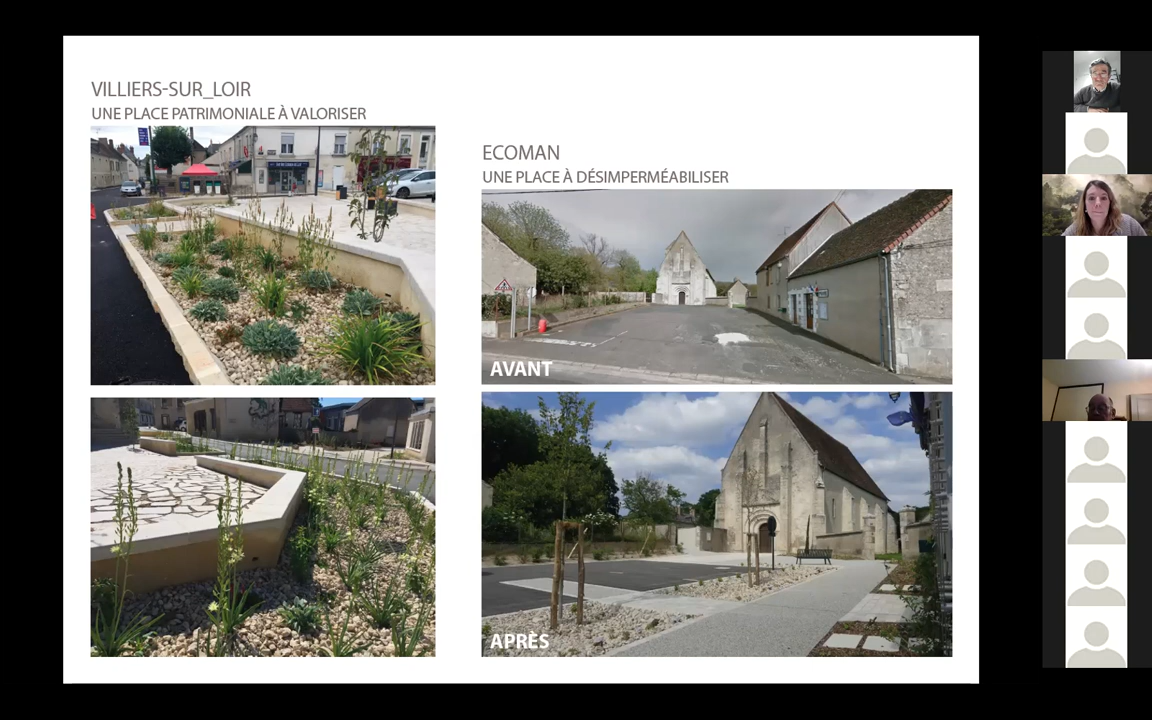 VILLIERS-SUR_LOIR
UNE PLACE PATRIMONIALE À VALORISER
ECOMAN
UNE PLACE À DÉSIMPERMÉABILISER
AVANT
APRÈS